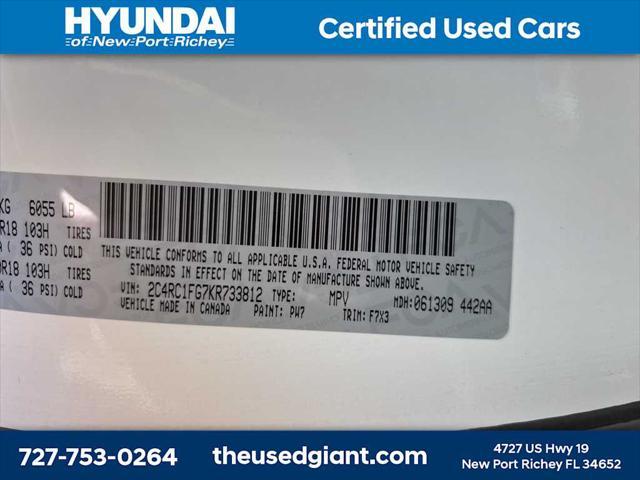 HYUNDAI
of New Port Richey
Certified Used Cars
KG 6055 LB
R18 103H TIRES
A ( 36 PSI) COLD
R18 103H TIRES
A ( 36 PSI) COLD
THIS VEHICLE CONFORMS TO ALL APPLICABLE U.S.A. FEDERAL MOTOR VEHICLE SAFETY
STANDARDS IN EFFECT ON THE DATE OF MANUFACTURE SHOWN ABOVE.
VIN: 2C4RC1FG7KR733812 TYPE: MPV MDH:061309 442AA
VEHICLE MADE IN CANADA PAINT: PW7 TRIM: F7X3
727-753-0264
theusedgiant.com
4727 US Hwy 19
New Port Richey FL 34652